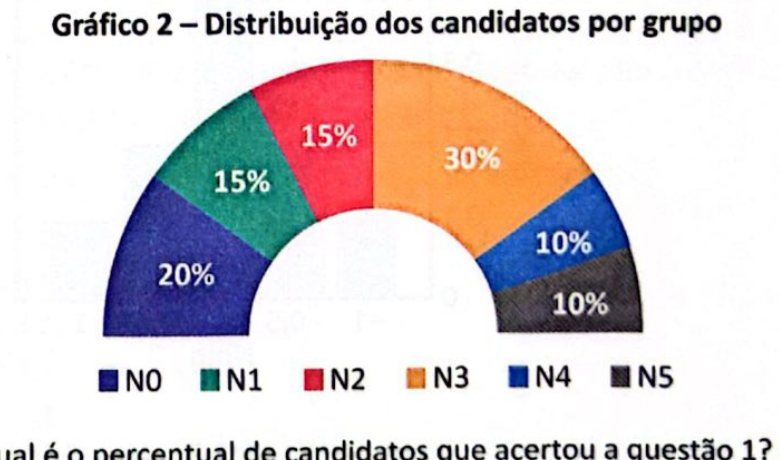 Gráfico 2 – Distribuição dos candidatos por grupo
15%
30%
15%
10%
20%
10%
N0 N1 N2 N3 N4 N5
é o percentual de candidatos que acertou a questão 1?